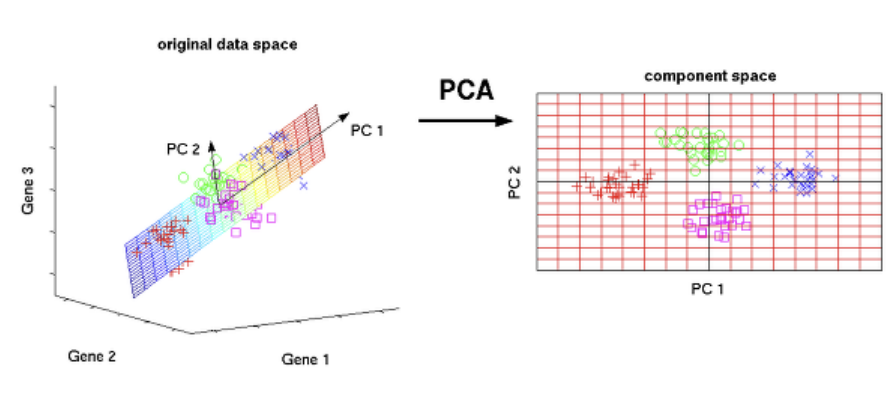 original data space
PCA
component space
PC 1
PC 2
Gene 3
PC 2
Gene 2
Gene 1
PC 1